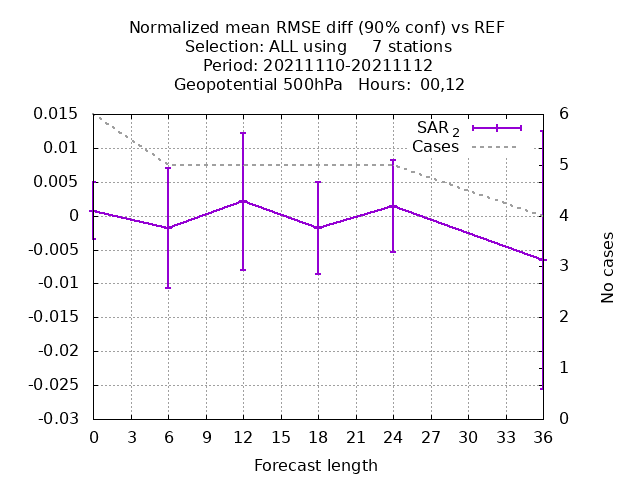 Normalized mean RMSE diff (90% conf) vs REF
Selection: ALL using     7 stations
Period: 20211110-20211112
Geopotential 500hPa   Hours:  00,12
SAR 2
Cases
0.015
0.01
0.005
0
-0.005
-0.01
-0.015
-0.02
-0.025
-0.03
6
5
4
3
2
1
0
No cases
0 3 6 9 12 15 18 21 24 27 30 33 36
Forecast length